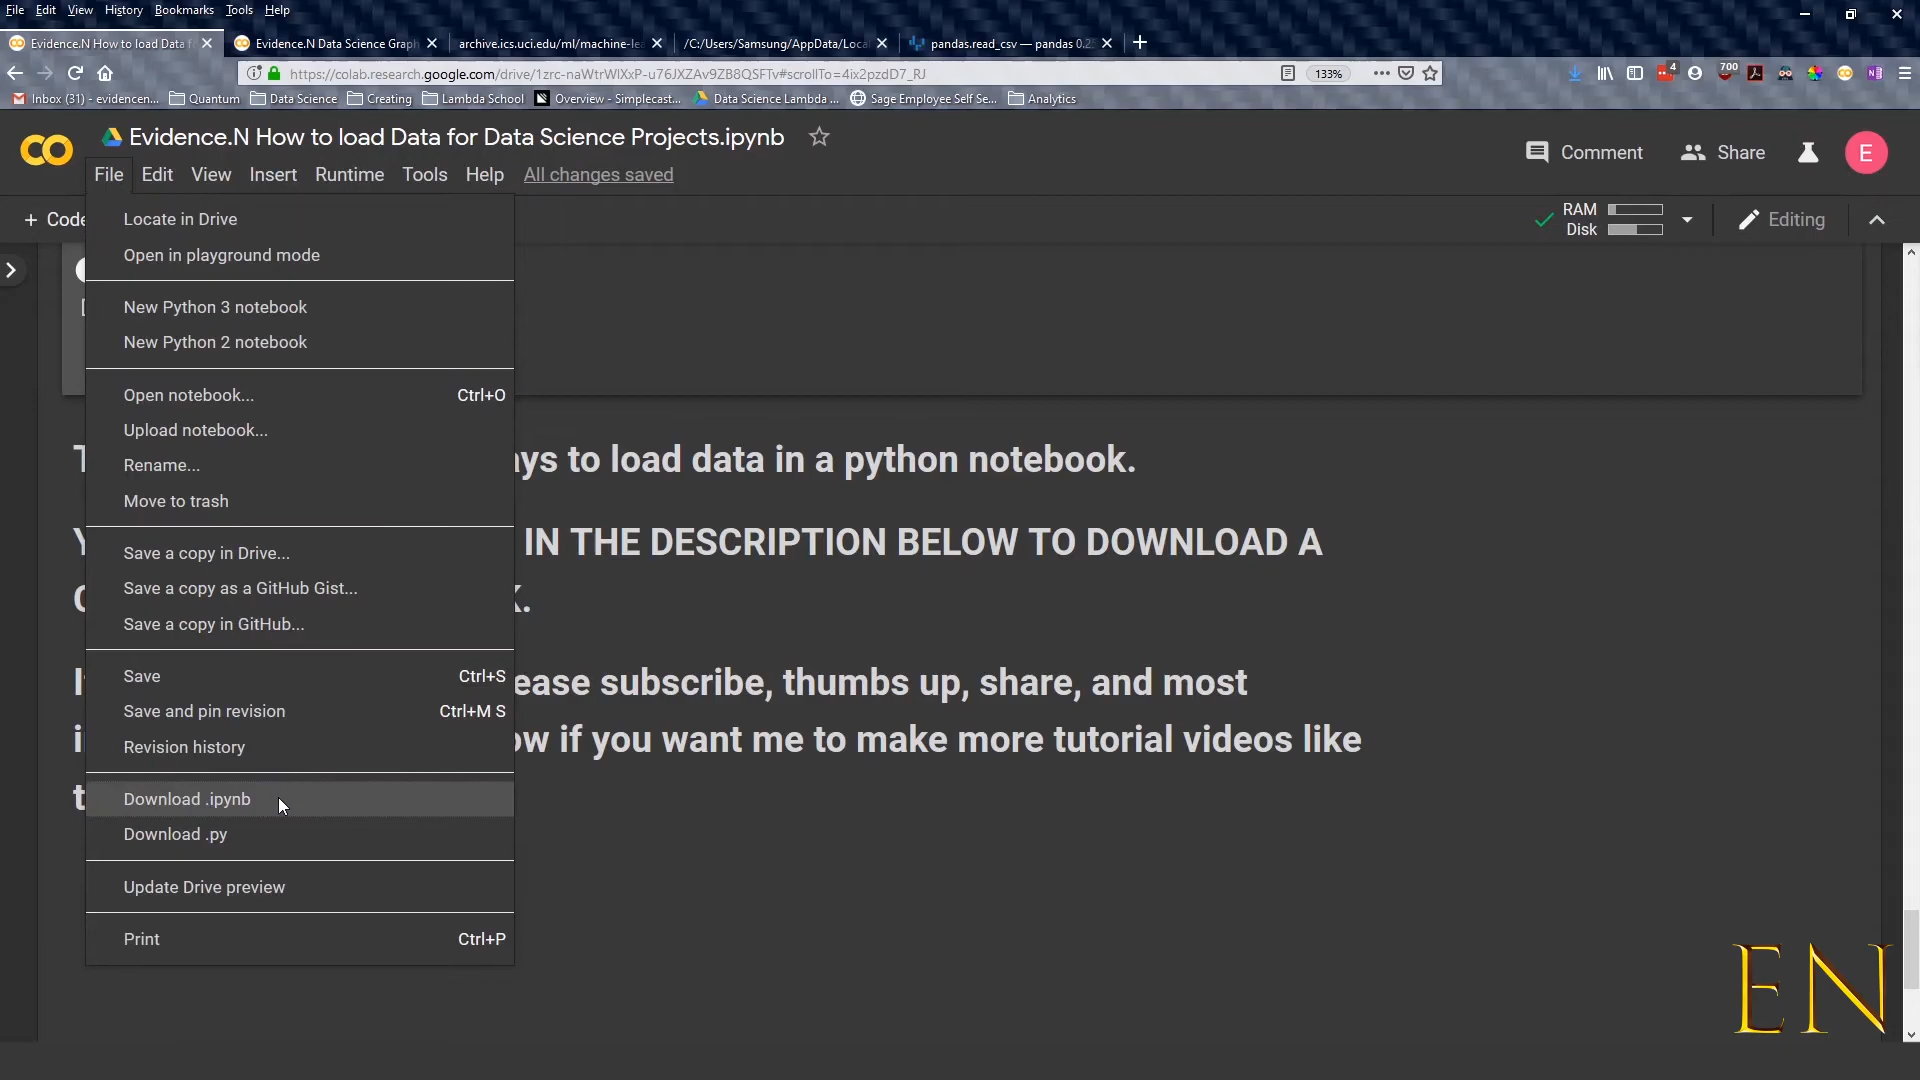 File Edit View History Bookmarks Tools Help
Evidence.N How to load Data f Evidence.N Data Science Graph archive.ics.uci.edu/ml/machine-lea /C:/Users/Samsung/AppData/Loca pandas.read_csv — pandas 0.2
https://colab.research.google.com/drive/1zrc-naWtrWlXxP-u76JXZAv9ZB8QSFTv#scrollTo=4ix2pzdD7_RJ 133% 4 700
Inbox (31) - evidencen... Quantum Data Science Creating Lambda School Overview - Simplecast... Data Science Lambda ... Sage Employee Self Se... Analytics
Evidence.N How to load Data for Data Science Projects.ipynb
Comment Share E
File Edit View Insert Runtime Tools Help All changes saved
+ Code
RAM
Disk
Editing
Locate in Drive
Open in playground mode
New Python 3 notebook
New Python 2 notebook
Open notebook... Ctrl+O
Upload notebook...
Rename...
Move to trash
Save a copy in Drive...
Save a copy as a GitHub Gist...
Save a copy in GitHub...
Save Ctrl+S
Save and pin revision Ctrl+M S
Revision history
Download .ipynb
Download .py
Update Drive preview
Print Ctrl+P
ays to load data in a python notebook.
IN THE DESCRIPTION BELOW TO DOWNLOAD A
K.
ease subscribe, thumbs up, share, and most
ow if you want me to make more tutorial videos like
t
EN